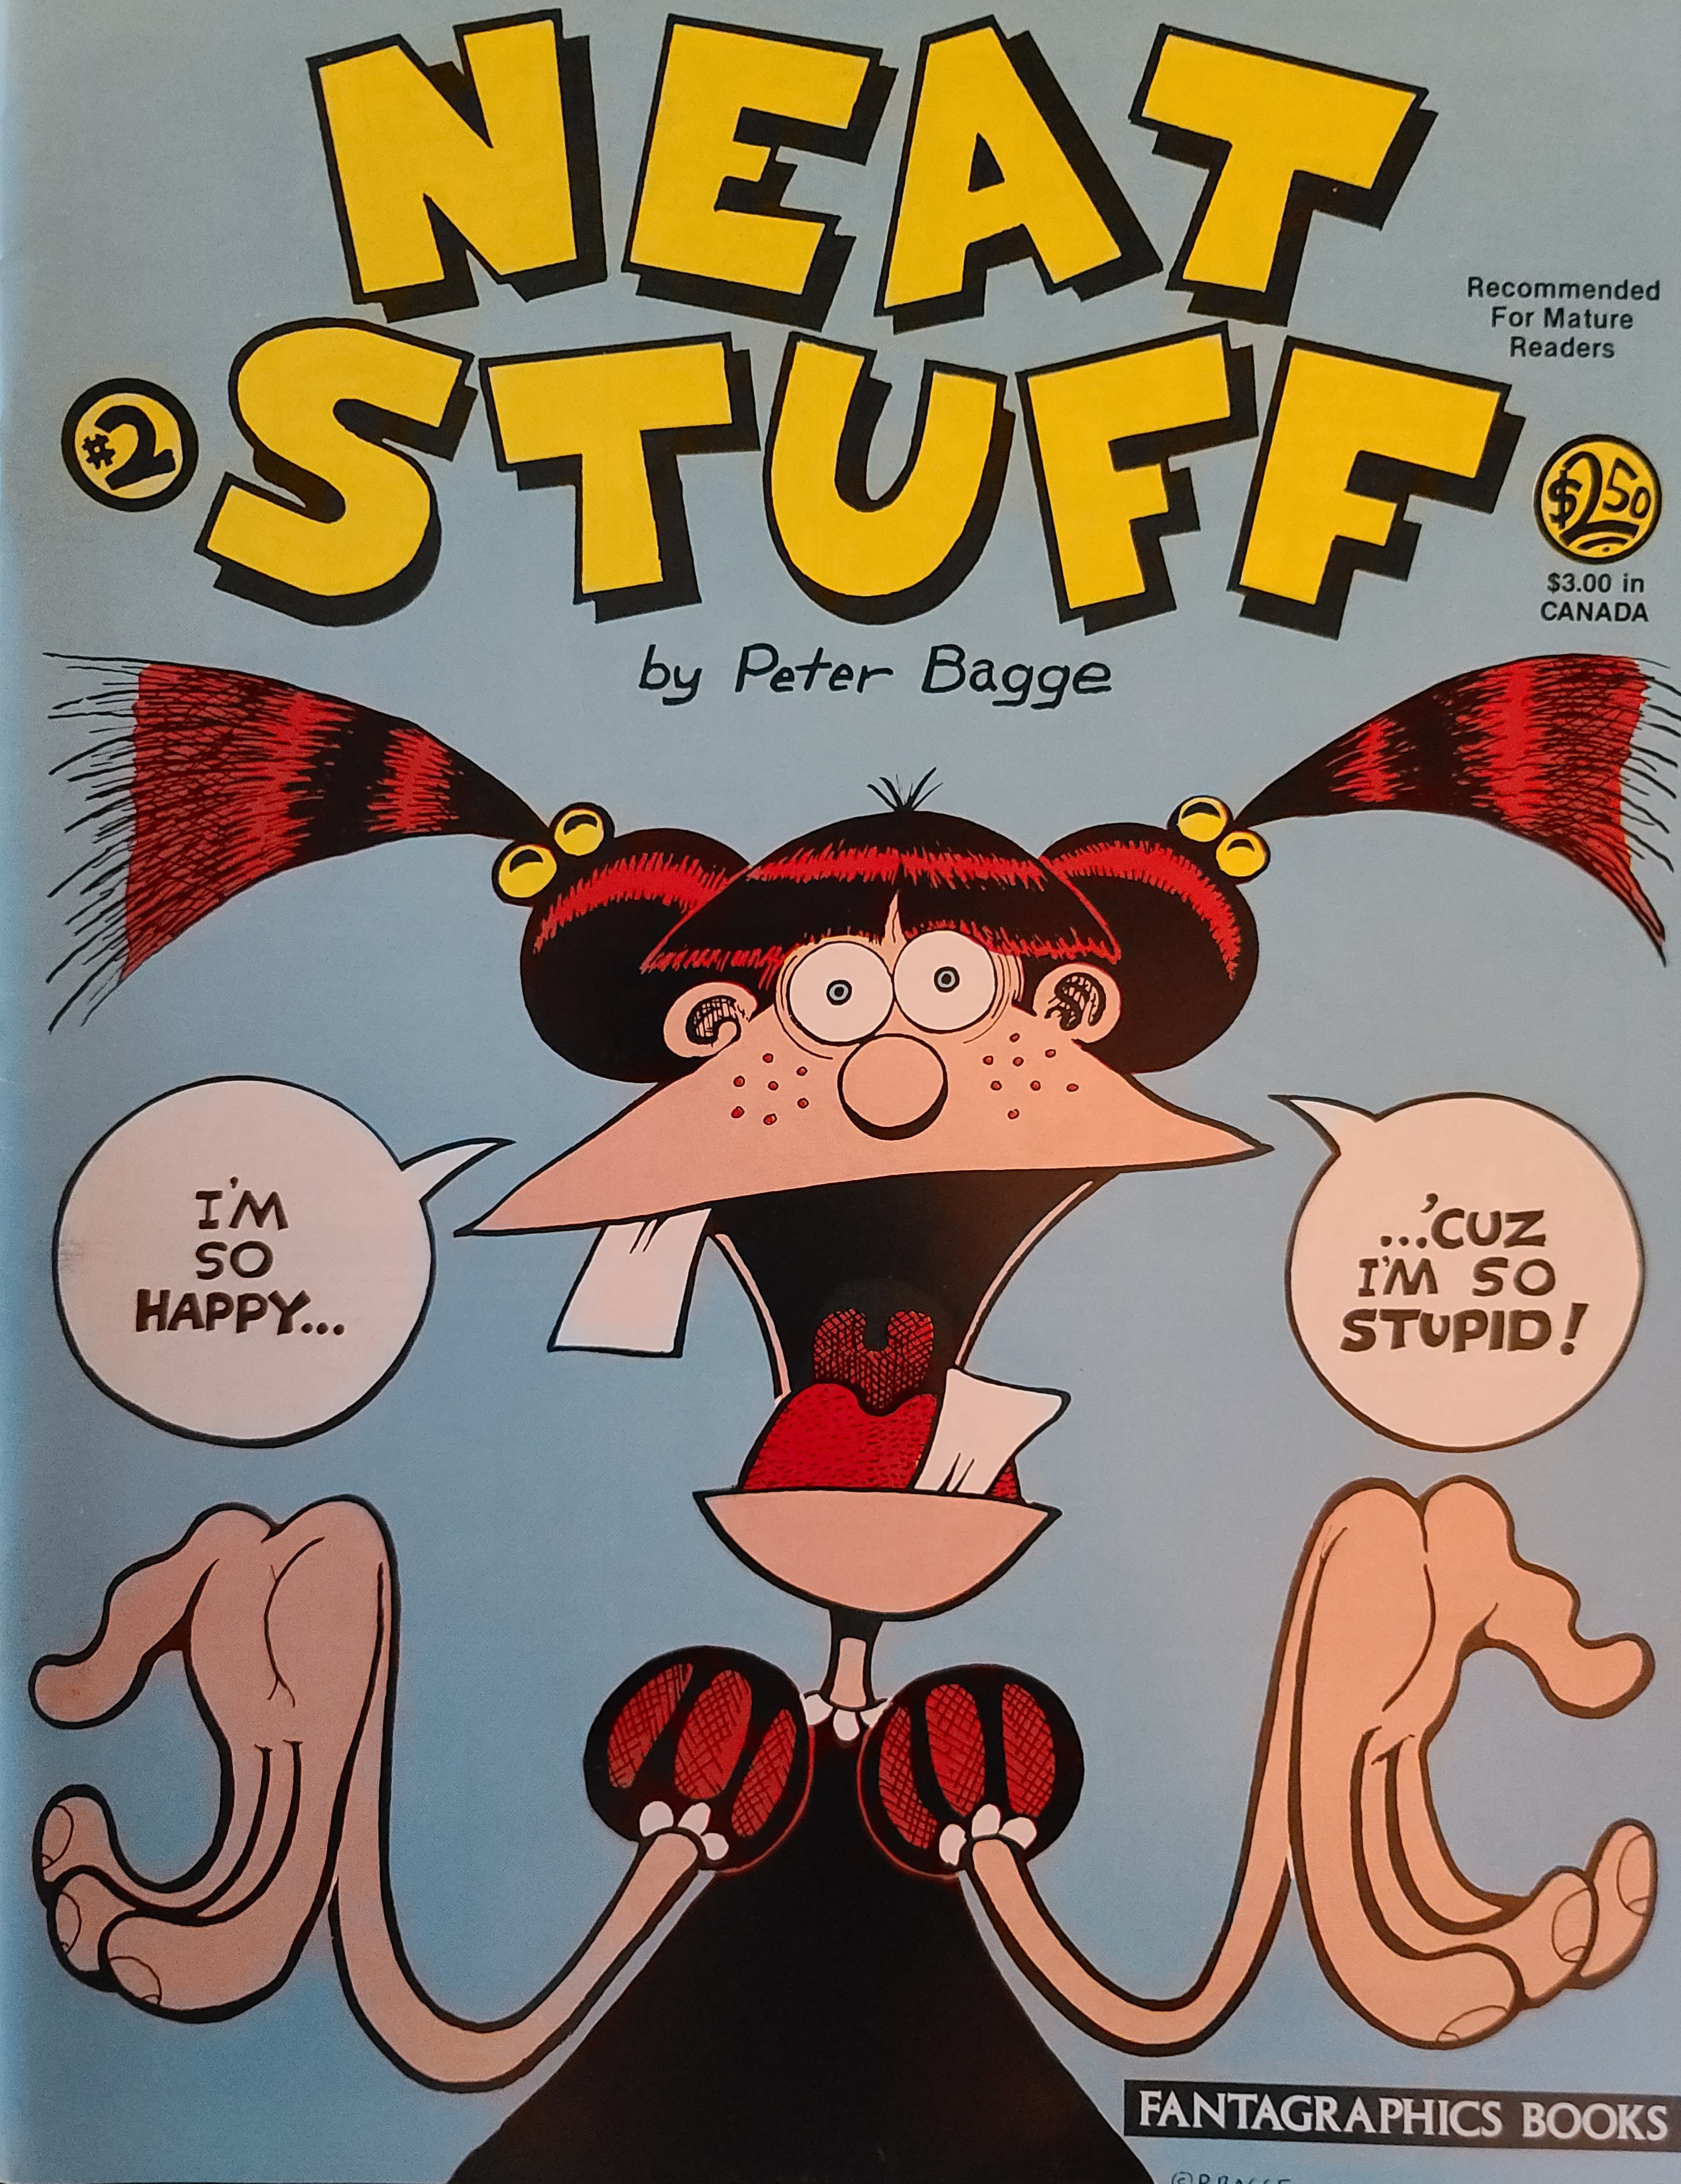 NEAT
STUFF
Recommended
For Mature
Readers
#2
$2.50
$3.00 in
CANADA
by Peter Bagge
I'M
SO
HAPPY...
...'CUZ
I'M SO
STUPID!
FANTAGRAPHICS BOOKS